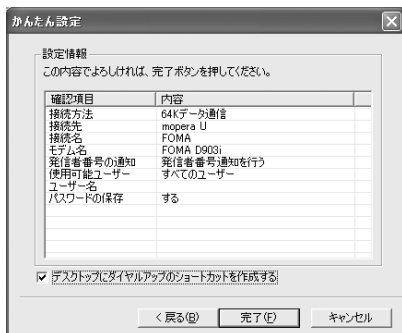 かんたん設定
設定情報
この内容でよろしければ、完了ボタンを押してください。
確認項目 内容
接続方法 64Kデータ通信
接続先 mopera U
接続名 FOMA
モデム名 FOMA D903i
発信者番号の通知 発信者番号通知を行う
使用可能ユーザー すべてのユーザー
ユーザー名
パスワードの保存 する
デスクトップにダイヤルアップのショートカットを作成する
< 戻る(B) 完了(F) キャンセル